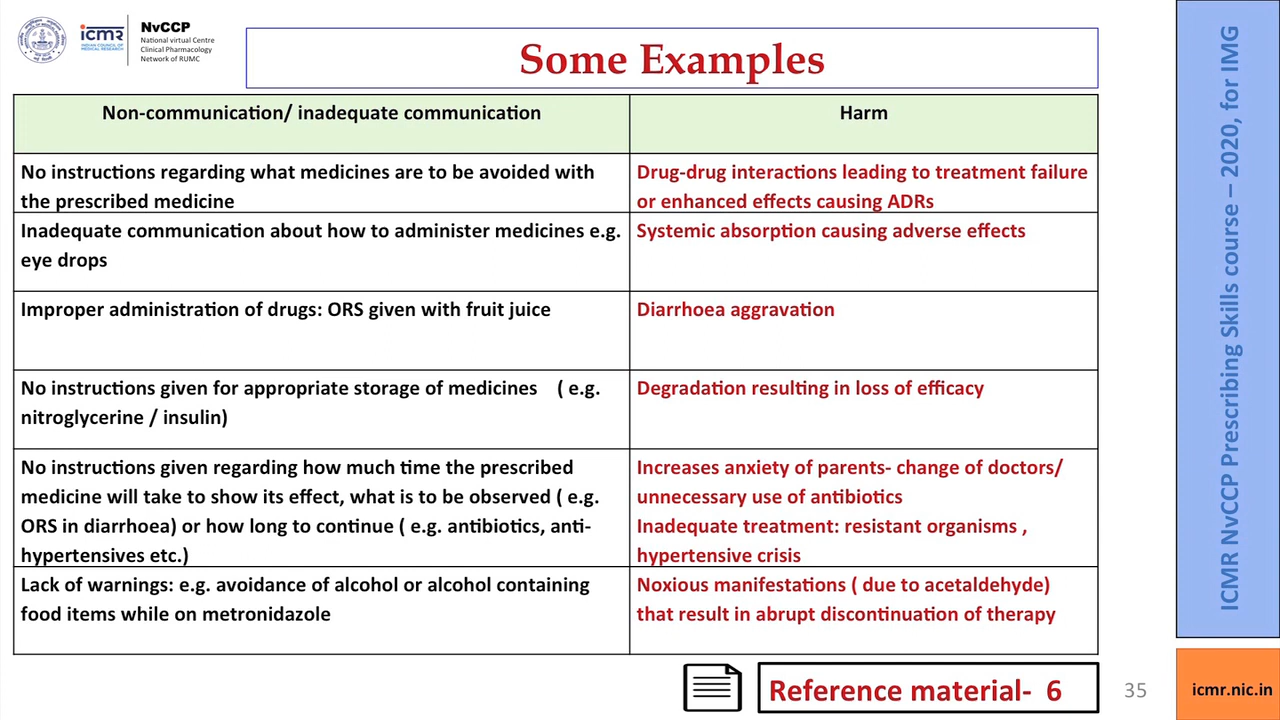 icmr
INDIAN COUNCIL OF
MEDICAL RESEARCH
NvCCP
National virtual Centre
Clinical Pharmacology
Network of RUMC
Some Examples
Non-communication/ inadequate communication
Harm
No instructions regarding what medicines are to be avoided with
the prescribed medicine
Drug-drug interactions leading to treatment failure
or enhanced effects causing ADRs
Inadequate communication about how to administer medicines e.g.
eye drops
Systemic absorption causing adverse effects
Improper administration of drugs: ORS given with fruit juice
Diarrhoea aggravation
No instructions given for appropriate storage of medicines ( e.g.
nitroglycerine / insulin)
Degradation resulting in loss of efficacy
No instructions given regarding how much time the prescribed
medicine will take to show its effect, what is to be observed ( e.g.
ORS in diarrhoea) or how long to continue ( e.g. antibiotics, anti-
hypertensives etc.)
Increases anxiety of parents- change of doctors/
unnecessary use of antibiotics
Inadequate treatment: resistant organisms ,
hypertensive crisis
Lack of warnings: e.g. avoidance of alcohol or alcohol containing
food items while on metronidazole
Noxious manifestations ( due to acetaldehyde)
that result in abrupt discontinuation of therapy
Reference material- 6
35
ICMR NvCCP Prescribing Skills course – 2020, for IMG
icmr.nic.in